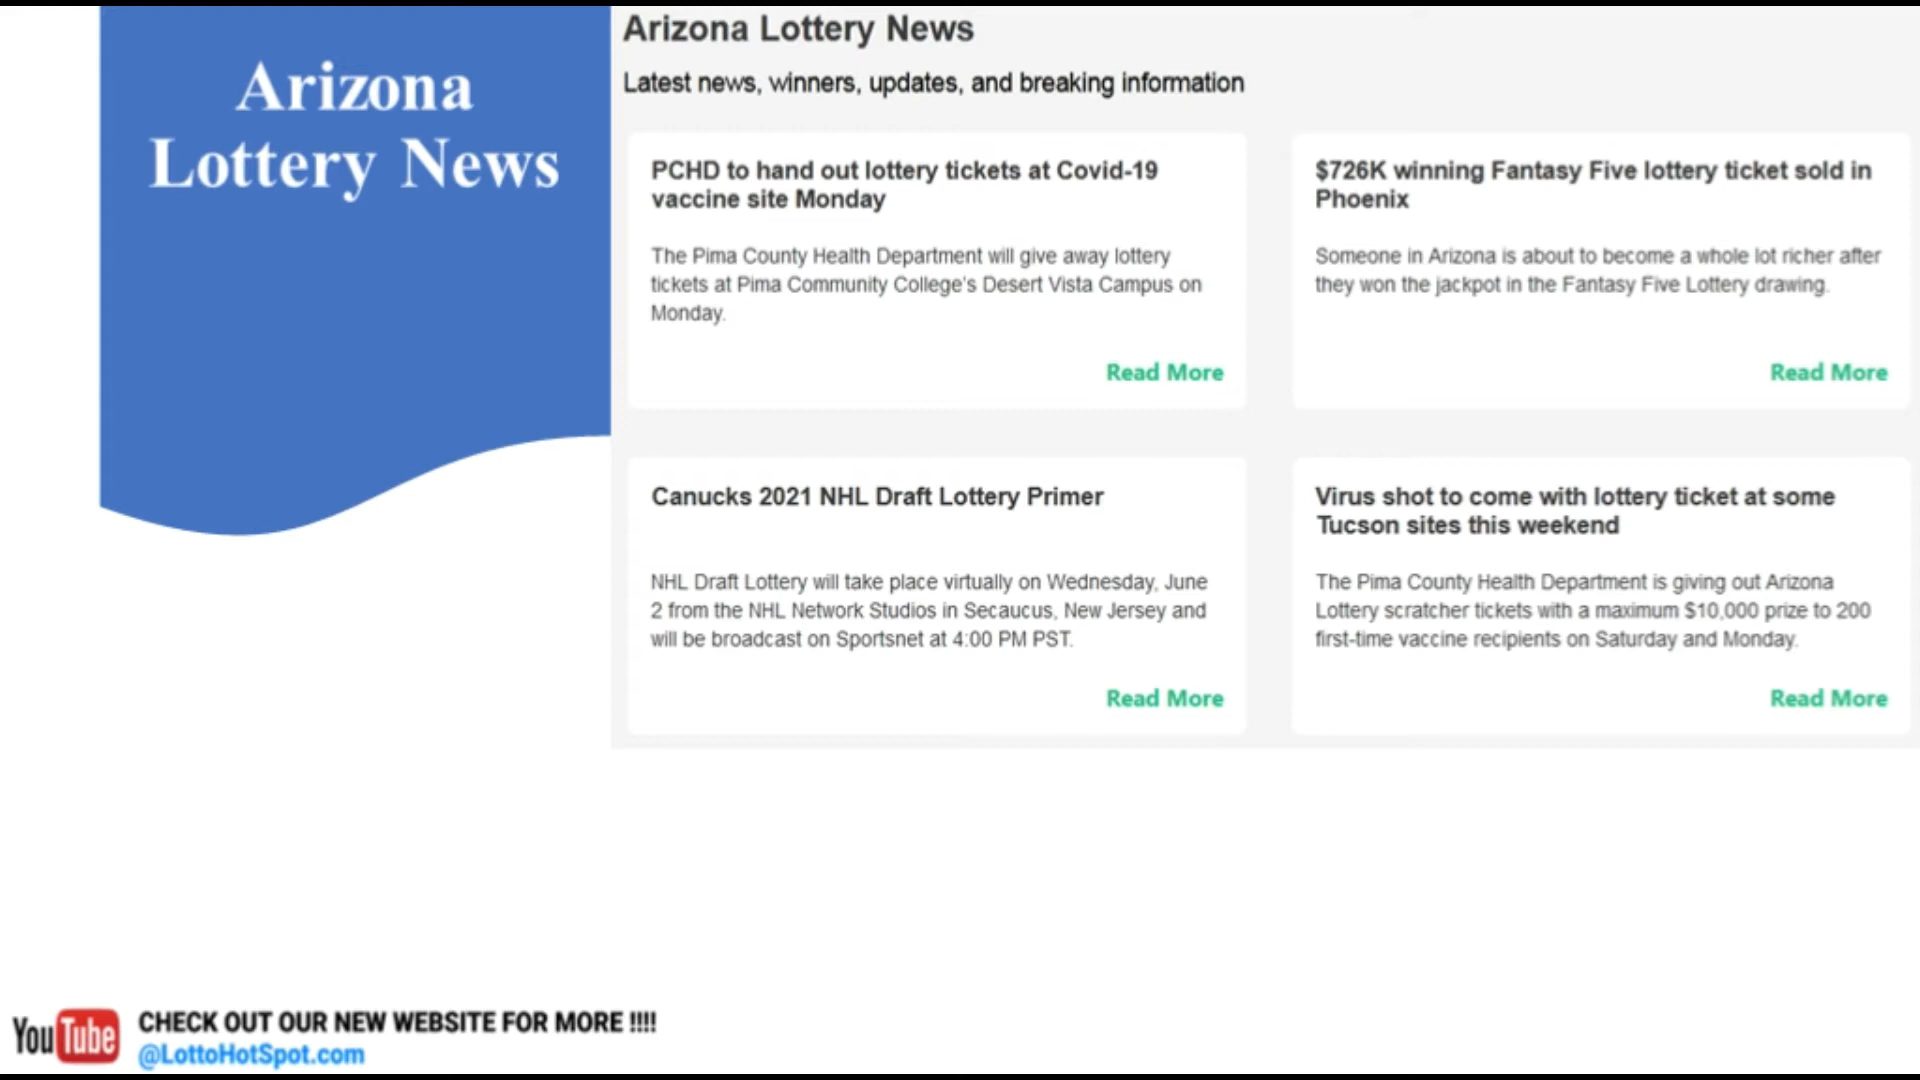 Arizona
Lottery News
Arizona Lottery News
Latest news, winners, updates, and breaking information
PCHD to hand out lottery tickets at Covid-19
vaccine site Monday
The Pima County Health Department will give away lottery
tickets at Pima Community College's Desert Vista Campus on
Monday.
Read More
$726K winning Fantasy Five lottery ticket sold in
Phoenix
Someone in Arizona is about to become a whole lot richer after
they won the jackpot in the Fantasy Five Lottery drawing.
Read More
Canucks 2021 NHL Draft Lottery Primer
NHL Draft Lottery will take place virtually on Wednesday, June
2 from the NHL Network Studios in Secaucus, New Jersey and
will be broadcast on Sportsnet at 4:00 PM PST.
Read More
Virus shot to come with lottery ticket at some
Tucson sites this weekend
The Pima County Health Department is giving out Arizona
Lottery scratcher tickets with a maximum $10,000 prize to 200
first-time vaccine recipients on Saturday and Monday.
Read More
YouTube
CHECK OUT OUR NEW WEBSITE FOR MORE !!!!
@LottoHotSpot.com